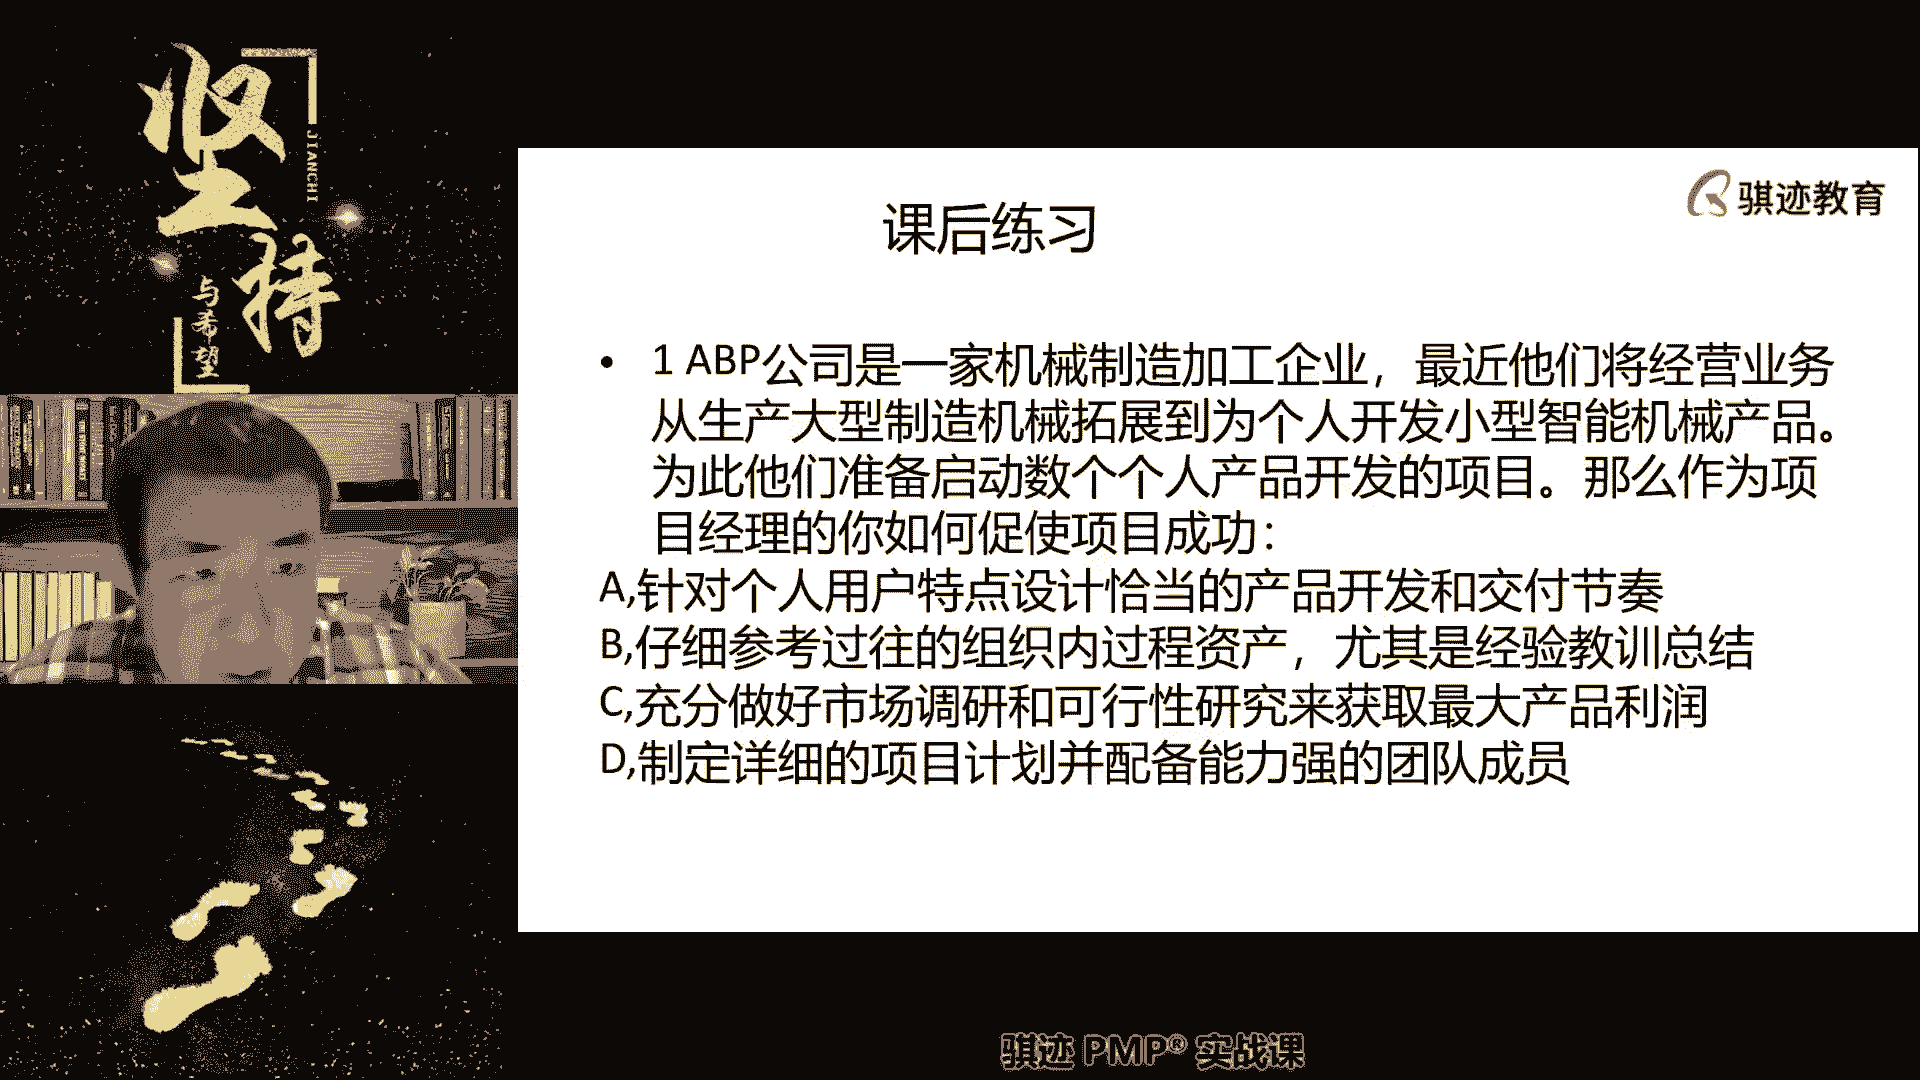 坚持
JIANCHI
与希望
骐迹教育
课后练习
• 1 ABP公司是一家机械制造加工企业，最近他们将经营业务
从生产大型制造机械拓展到为个人开发小型智能机械产品。
为此他们准备启动数个个人产品开发的项目。那么作为项
目经理的你如何促使项目成功：
A,针对个人用户特点设计恰当的产品开发和交付节奏
B,仔细参考过往的组织内过程资产，尤其是经验教训总结
C,充分做好市场调研和可行性研究来获取最大产品利润
D,制定详细的项目计划并配备能力强的团队成员
骐迹 PMP® 实战课